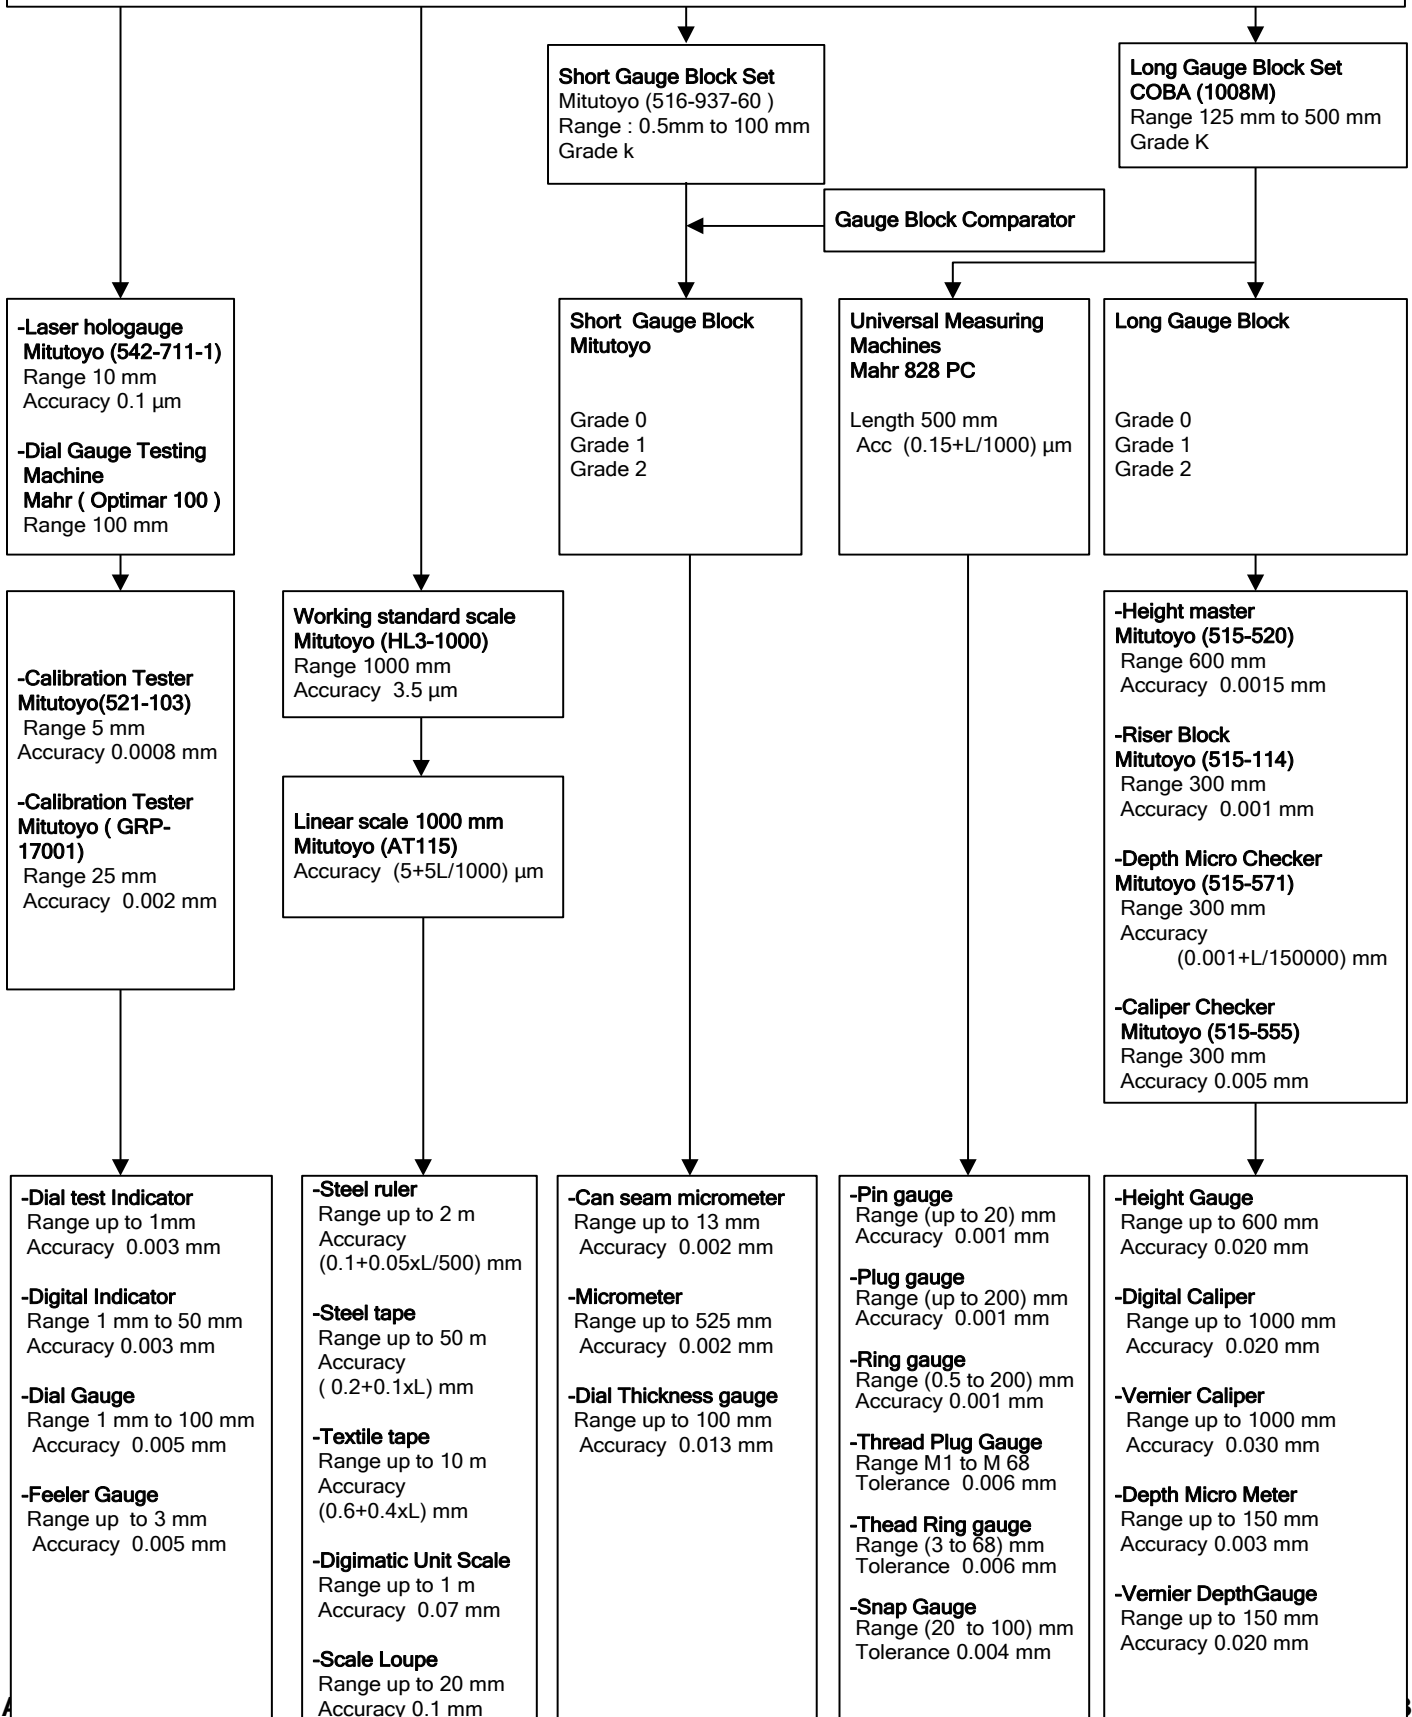 Short Gauge Block Set
Mitutoyo (516-937-60 )
Range : 0.5mm to 100 mm
Grade k
Long Gauge Block Set
COBA (1008M)
Range 125 mm to 500 mm
Grade K
Gauge Block Comparator
-Laser hologauge
Mitutoyo (542-711-1)
Range 10 mm
Accuracy 0.1 µm
-Dial Gauge Testing
Machine
Mahr ( Optimar 100 )
Range 100 mm
Short  Gauge Block
Mitutoyo
Grade 0
Grade 1
Grade 2
Universal Measuring
Machines
Mahr 828 PC
Length 500 mm
Acc  (0.15+L/1000) µm
Long Gauge Block
Grade 0
Grade 1
Grade 2
-Calibration Tester
Mitutoyo(521-103)
Range 5 mm
Accuracy 0.0008 mm
-Calibration Tester
Mitutoyo ( GRP-
17001)
Range 25 mm
Accuracy  0.002 mm
Working standard scale
Mitutoyo (HL3-1000)
Range 1000 mm
Accuracy  3.5 µm
Linear scale 1000 mm
Mitutoyo (AT115)
Accuracy  (5+5L/1000) µm
-Height master
Mitutoyo (515-520)
Range 600 mm
Accuracy  0.0015 mm
-Riser Block
Mitutoyo (515-114)
Range 300 mm
Accuracy  0.001 mm
-Depth Micro Checker
Mitutoyo (515-571)
Range 300 mm
Accuracy
(0.001+L/150000) mm
-Caliper Checker
Mitutoyo (515-555)
Range 300 mm
Accuracy 0.005 mm
-Dial test Indicator
Range up to 1mm
Accuracy  0.003 mm
-Digital Indicator
Range 1 mm to 50 mm
Accuracy 0.003 mm
-Dial Gauge
Range 1 mm to 100 mm
Accuracy  0.005 mm
-Feeler Gauge
Range up  to 3 mm
Accuracy  0.005 mm
-Steel ruler
Range up to 2 m
Accuracy
(0.1+0.05xL/500) mm
-Steel tape
Range up to 50 m
Accuracy
( 0.2+0.1xL) mm
-Textile tape
Range up to 10 m
Accuracy
(0.6+0.4xL) mm
-Digimatic Unit Scale
Range up to 1 m
Accuracy  0.07 mm
-Scale Loupe
Range up to 20 mm
Accuracy 0.1 mm
-Can seam micrometer
Range up to 13 mm
Accuracy  0.002 mm
-Micrometer
Range up to 525 mm
Accuracy  0.002 mm
-Dial Thickness gauge
Range up to 100 mm
Accuracy  0.013 mm
-Pin gauge
Range (up to 20) mm
Accuracy  0.001 mm
-Plug gauge
Range (up to 200) mm
Accuracy  0.001 mm
-Ring gauge
Range (0.5 to 200) mm
Accuracy 0.001 mm
-Thread Plug Gauge
Range M1 to M 68
Tolerance  0.006 mm
-Thead Ring gauge
Range (3 to 68) mm
Tolerance  0.006 mm
-Snap Gauge
Range (20  to 100) mm
Tolerance 0.004 mm
-Height Gauge
Range up to 600 mm
Accuracy  0.020 mm
-Digital Caliper
Range up to 1000 mm
Accuracy  0.020 mm
-Vernier Caliper
Range up to 1000 mm
Accuracy  0.030 mm
-Depth Micro Meter
Range up to 150 mm
Accuracy 0.003 mm
-Vernier DepthGauge
Range up to 150 mm
Accuracy 0.020 mm